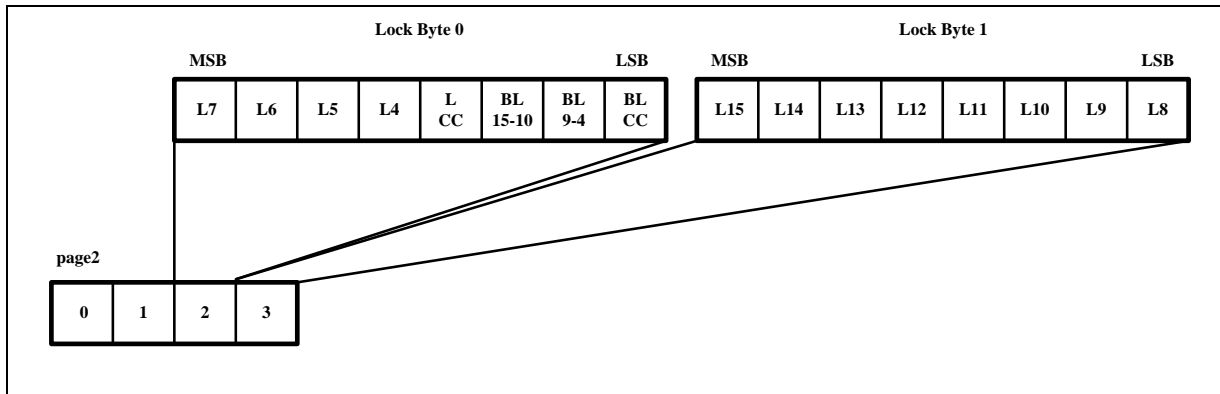 Lock Byte 0 Lock Byte 1
MSB LSB MSB LSB
L7 L6 L5 L4 L CC BL 15-10 BL 9-4 BL CC L15 L14 L13 L12 L11 L10 L9 L8
page2
0 1 2 3